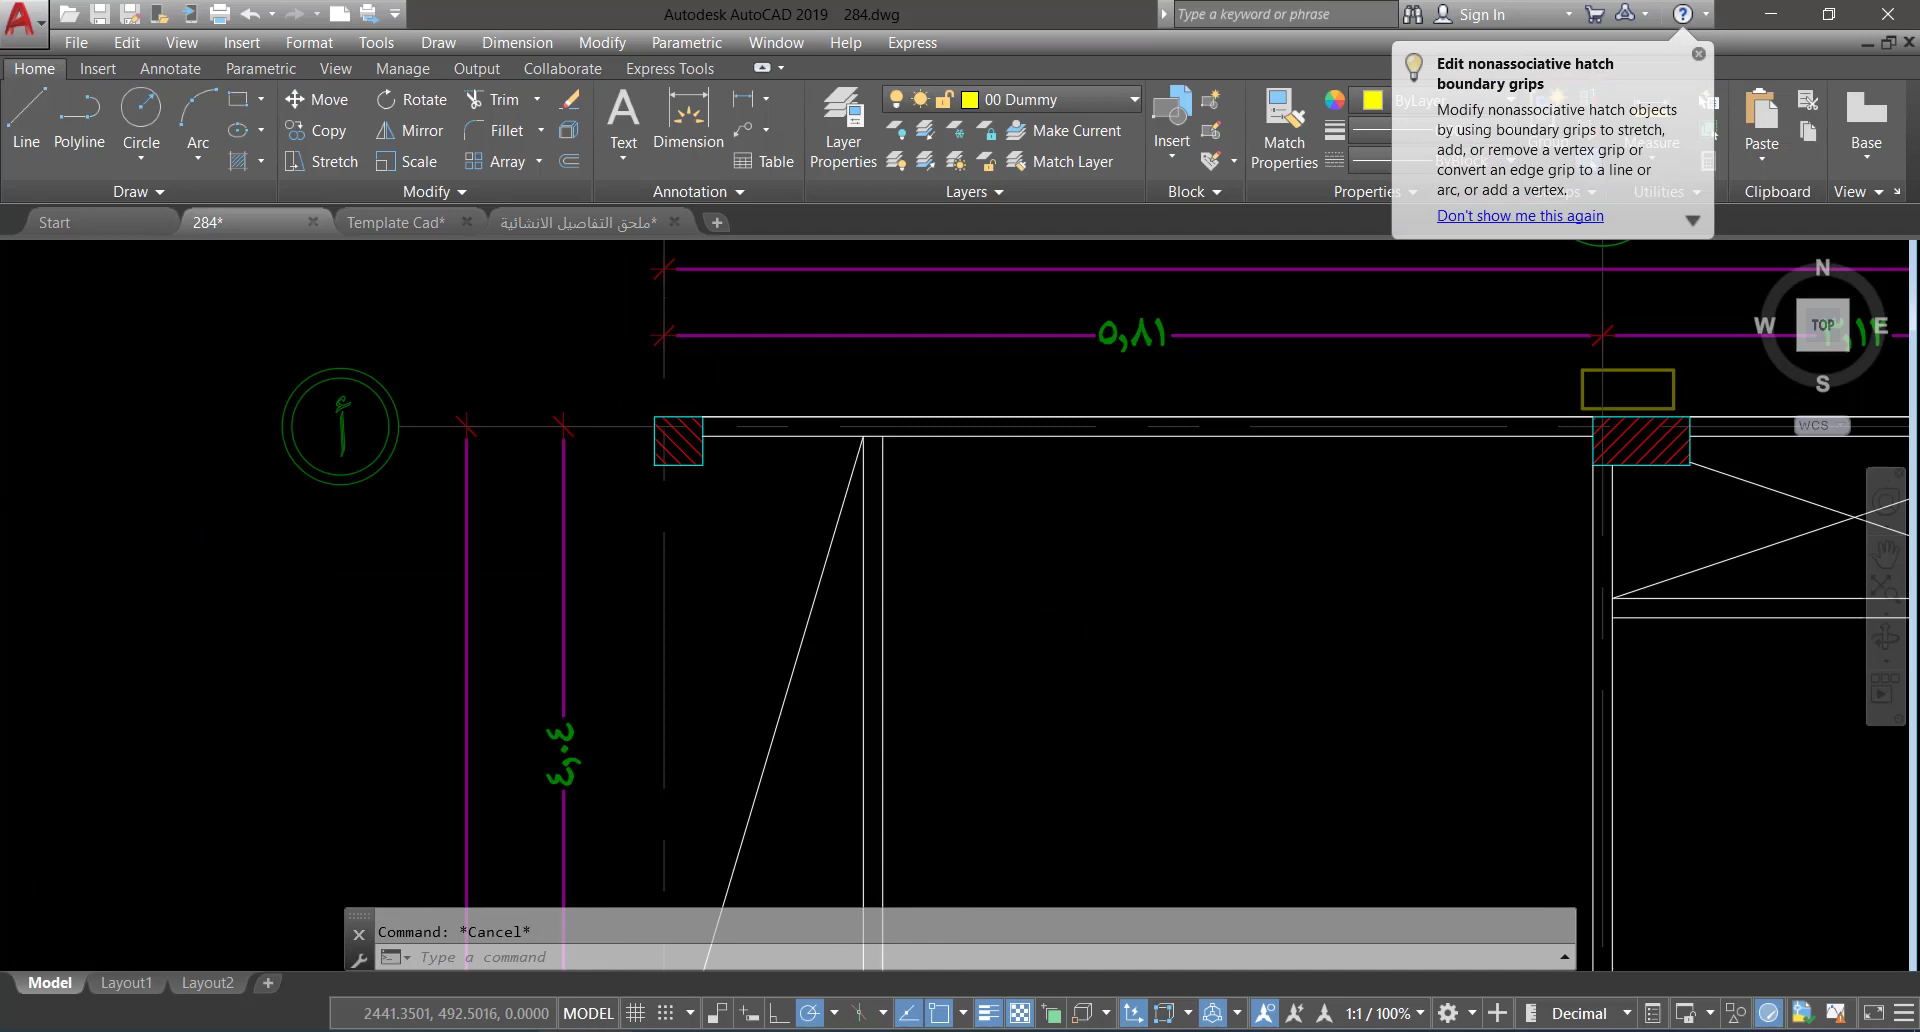 Autodesk AutoCAD 2019 284.dwg
Type a keyword or phrase
Sign In
File Edit View Insert Format Tools Draw Dimension Modify Parametric Window Help Express
Home Insert Annotate Parametric View Manage Output Collaborate Express Tools
Line Polyline Circle Arc
Move Rotate Trim
Copy Mirror Fillet
Stretch Scale Array
Text Dimension Table
Layer Properties
00 Dummy
Make Current
Match Layer
Insert
Match Properties
ByLayer
Measure
Paste
Base
Draw Modify Annotation Layers Block Properties Groups Utilities Clipboard View
Edit nonassociative hatch
boundary grips
Modify nonassociative hatch objects
by using boundary grips to stretch,
add, or remove a vertex grip or
convert an edge grip to a line or
arc, or add a vertex.
Don't show me this again
Start 284* Template Cad* ملحق التفاصيل الانشائية*
N
W TOP E
S
WCS
٥,٨١
أ
٤,٠٤
Command: *Cancel*
Type a command
Model Layout1 Layout2
2441.3501, 492.5016, 0.0000 MODEL 1:1 / 100% Decimal